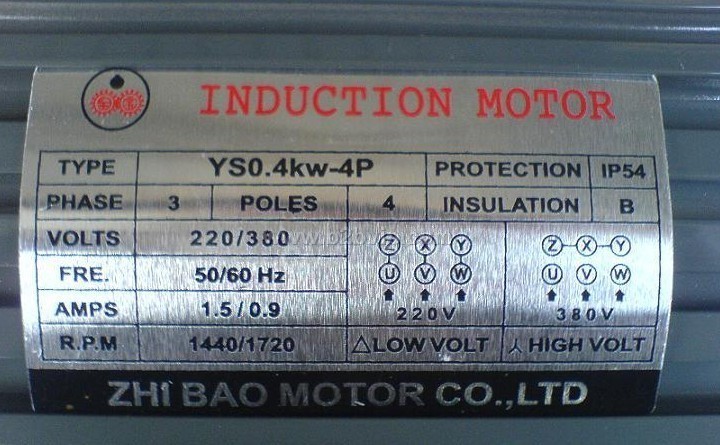 INDUCTION MOTOR
TYPE YS0.4kw-4P PROTECTION IP54
PHASE 3 POLES 4 INSULATION B
VOLTS 220/380 Z X Y Z X Y
FRE. 50/60 Hz U V W U V W
AMPS 1.5/0.9 220V 380V
R.P.M 1440/1720 △LOW VOLT ⅄HIGH VOLT
ZHI BAO MOTOR CO.,LTD